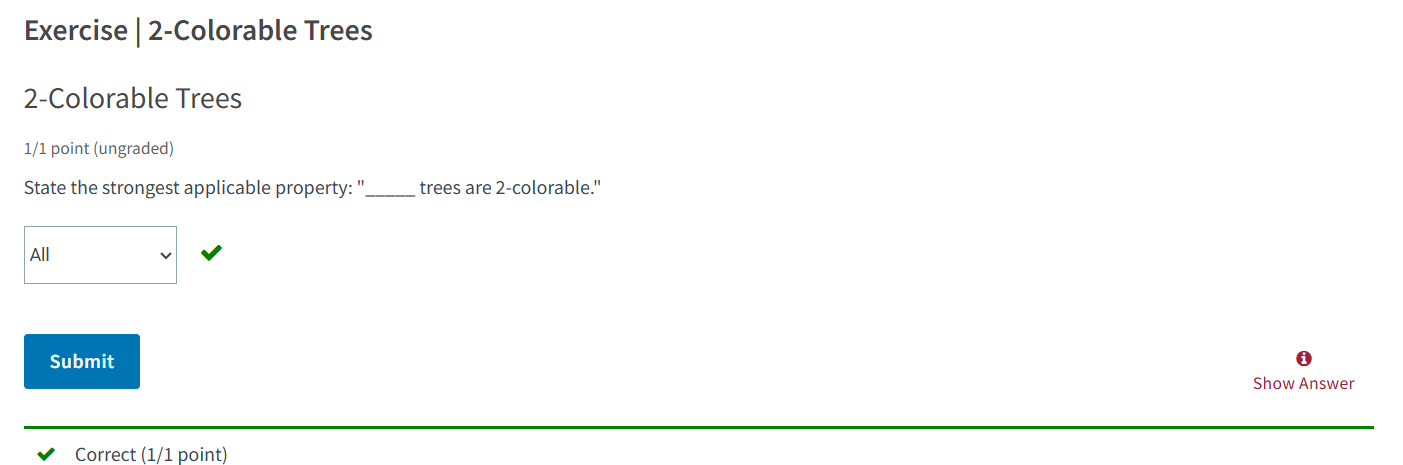 Exercise | 2-Colorable Trees
2-Colorable Trees
1/1 point (ungraded)
State the strongest applicable property: "_____ trees are 2-colorable."
All
Submit
Show Answer
Correct (1/1 point)